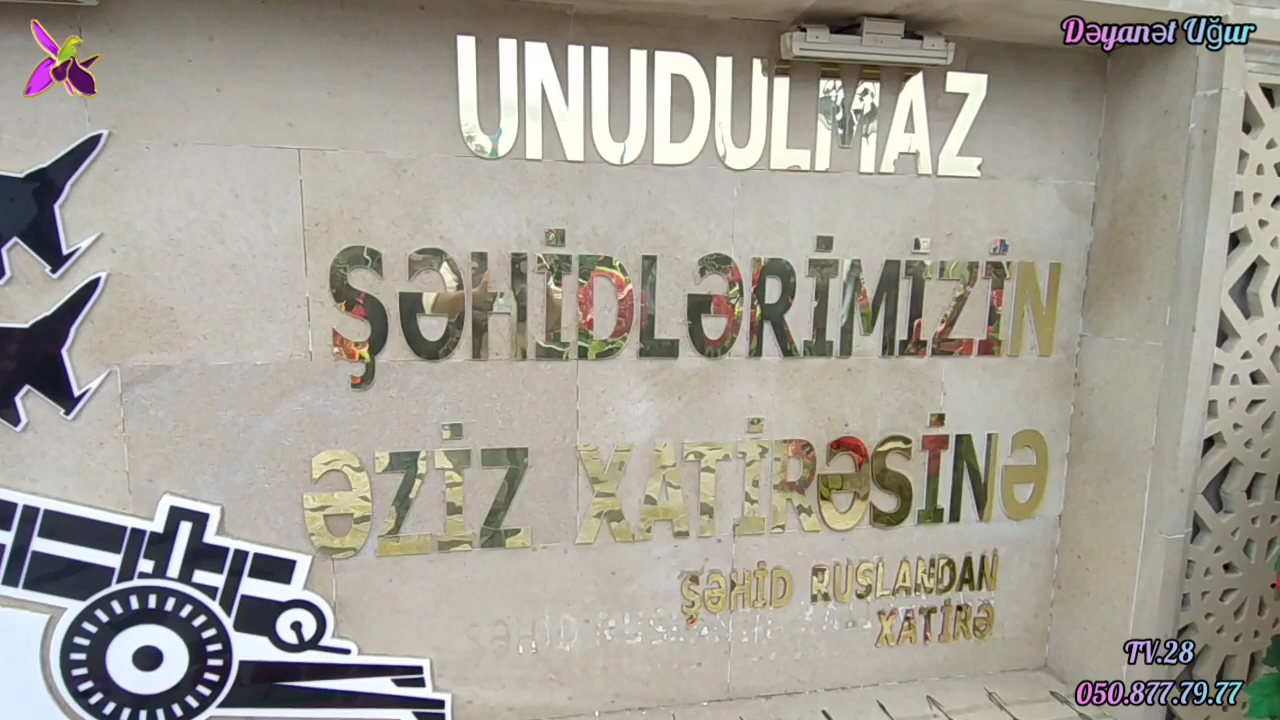 Dəyanət Uğur
UNUDULMAZ
ŞƏHİDLƏRİMİZİN
ƏZİZ XATİRƏSİNƏ
ŞƏHİD RUSLANDAN
XATİRƏ
TV.28
050.877.79.77